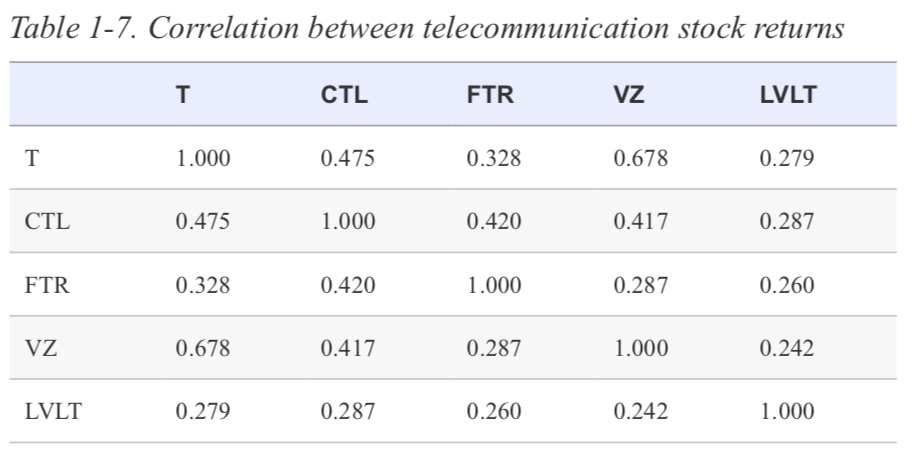 Table 1-7. Correlation between telecommunication stock returns
T CTL FTR VZ LVLT
T 1.000 0.475 0.328 0.678 0.279
CTL 0.475 1.000 0.420 0.417 0.287
FTR 0.328 0.420 1.000 0.287 0.260
VZ 0.678 0.417 0.287 1.000 0.242
LVLT 0.279 0.287 0.260 0.242 1.000